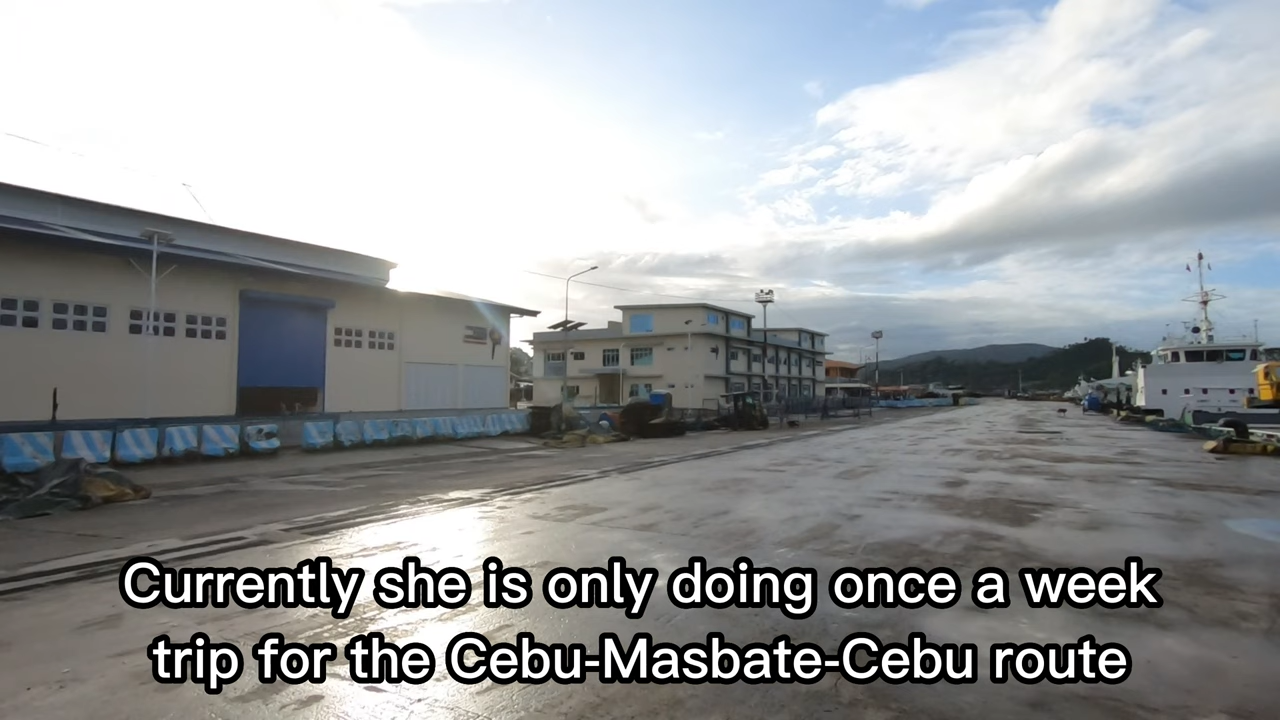 Currently she is only doing once a week
trip for the Cebu-Masbate-Cebu route